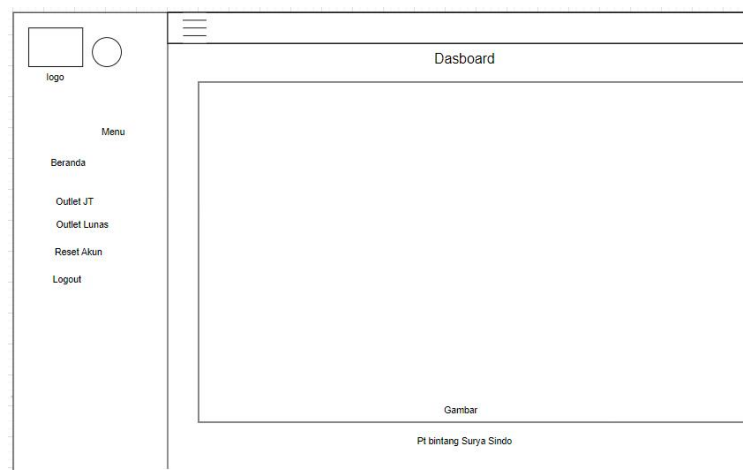 logo
Menu
Beranda
Outlet JT
Outlet Lunas
Reset Akun
Logout
Dasboard
Gambar
Pt bintang Surya Sindo